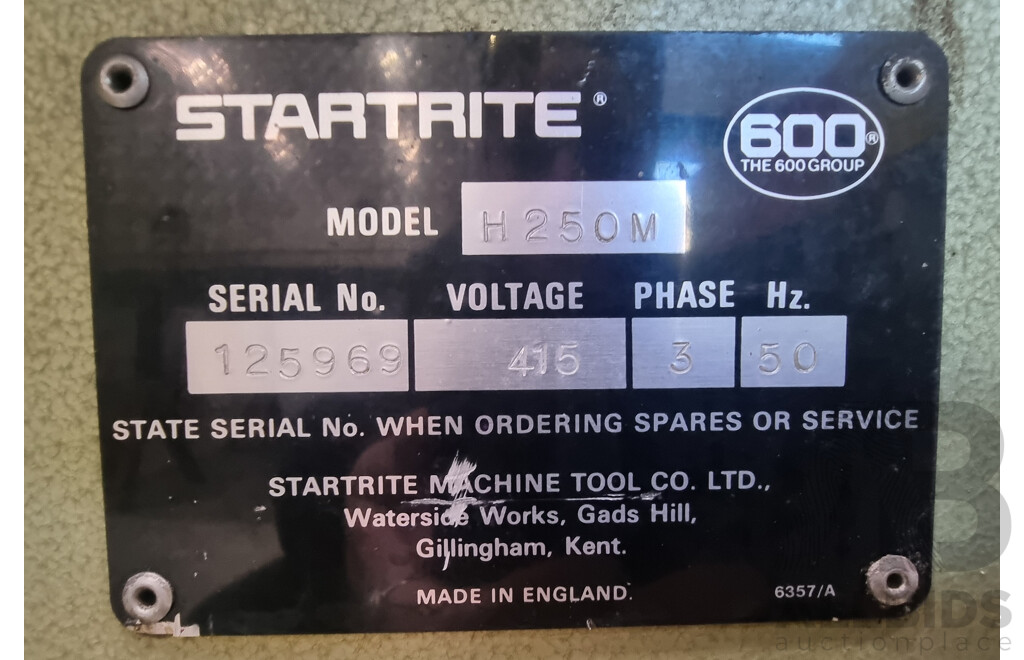 STARTRITE®
600®
THE 600 GROUP
MODEL H250M
SERIAL No. VOLTAGE PHASE Hz.
125969 415 3 50
STATE SERIAL No. WHEN ORDERING SPARES OR SERVICE
STARTRITE MACHINE TOOL CO. LTD.,
Waterside Works, Gads Hill,
Gillingham, Kent.
MADE IN ENGLAND.
6357/A
auctionplace